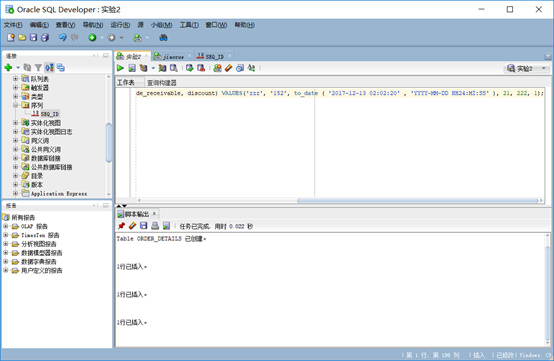 Oracle SQL Developer : 实验2
文件(F) 编辑(E) 查看(V) 导航(N) 运行(R) 源 小组(M) 工具(T) 窗口(W) 帮助(H)
连接
队列表
触发器
类型
序列
SEQ_ID
实体化视图
实体化视图日志
同义词
公共同义词
数据库链接
公共数据库链接
目录
版本
Application Express
报告
所有报告
OLAP 报告
TimesTen 报告
分析视图报告
数据模型器报告
数据字典报告
用户定义的报告
实验2
SEQ_ID
实验2
工作表 查询构建器
de_receivable, discount) VALUES('zzz', '152', to_date ( '2017-12-13 02:02:20' , 'YYYY-MM-DD HH24:MI:SS' ), 21, 222, 1);
脚本输出
任务已完成, 用时 0.022 秒
Table ORDER_DETAILS 已创建。
1行已插入。
1行已插入。
1行已插入。
插入
已修改
Windows